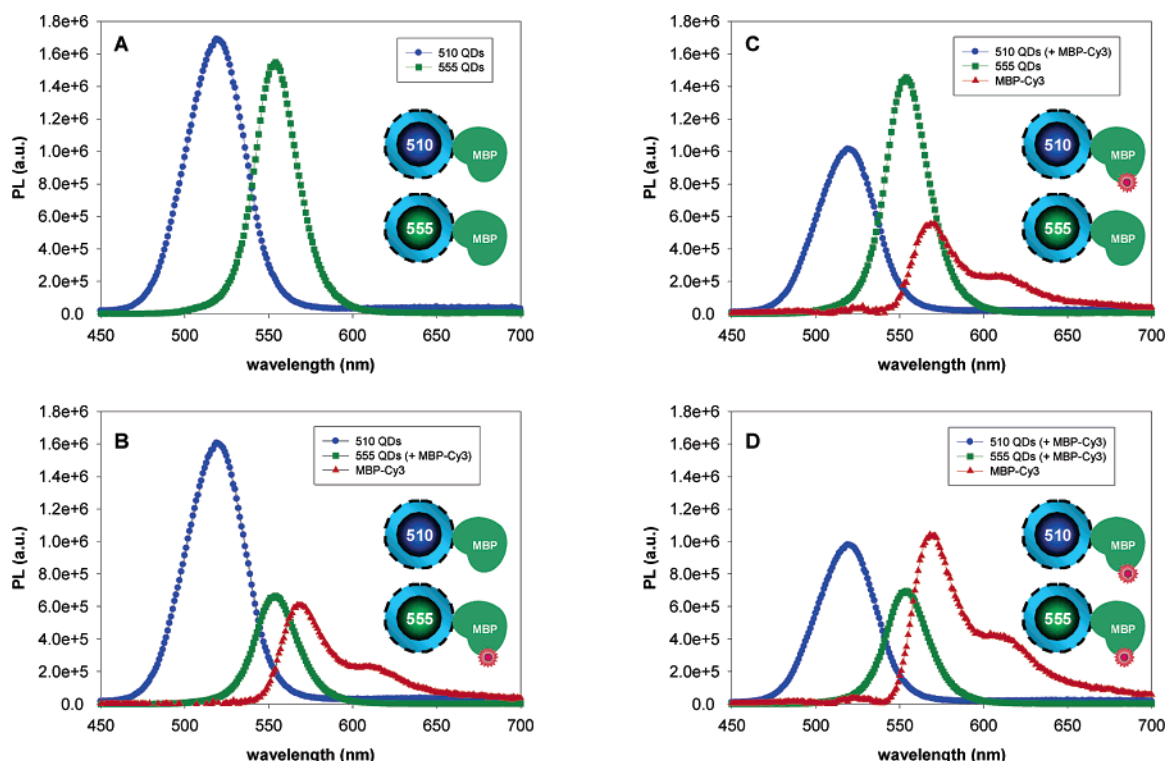 A
510 QDs
555 QDs
PL (a.u.)
1.8e+6
1.6e+6
1.4e+6
1.2e+6
1.0e+6
8.0e+5
6.0e+5
4.0e+5
2.0e+5
0.0
510
MBP
555
MBP
450 500 550 600 650 700
wavelength (nm)
C
510 QDs (+ MBP-Cy3)
555 QDs
MBP-Cy3
PL (a.u.)
1.8e+6
1.6e+6
1.4e+6
1.2e+6
1.0e+6
8.0e+5
6.0e+5
4.0e+5
2.0e+5
0.0
510
MBP
555
MBP
450 500 550 600 650 700
wavelength (nm)
B
510 QDs
555 QDs (+ MBP-Cy3)
MBP-Cy3
PL (a.u.)
1.8e+6
1.6e+6
1.4e+6
1.2e+6
1.0e+6
8.0e+5
6.0e+5
4.0e+5
2.0e+5
0.0
510
MBP
555
MBP
450 500 550 600 650 700
wavelength (nm)
D
510 QDs (+ MBP-Cy3)
555 QDs (+ MBP-Cy3)
MBP-Cy3
PL (a.u.)
1.8e+6
1.6e+6
1.4e+6
1.2e+6
1.0e+6
8.0e+5
6.0e+5
4.0e+5
2.0e+5
0.0
510
MBP
555
MBP
450 500 550 600 650 700
wavelength (nm)